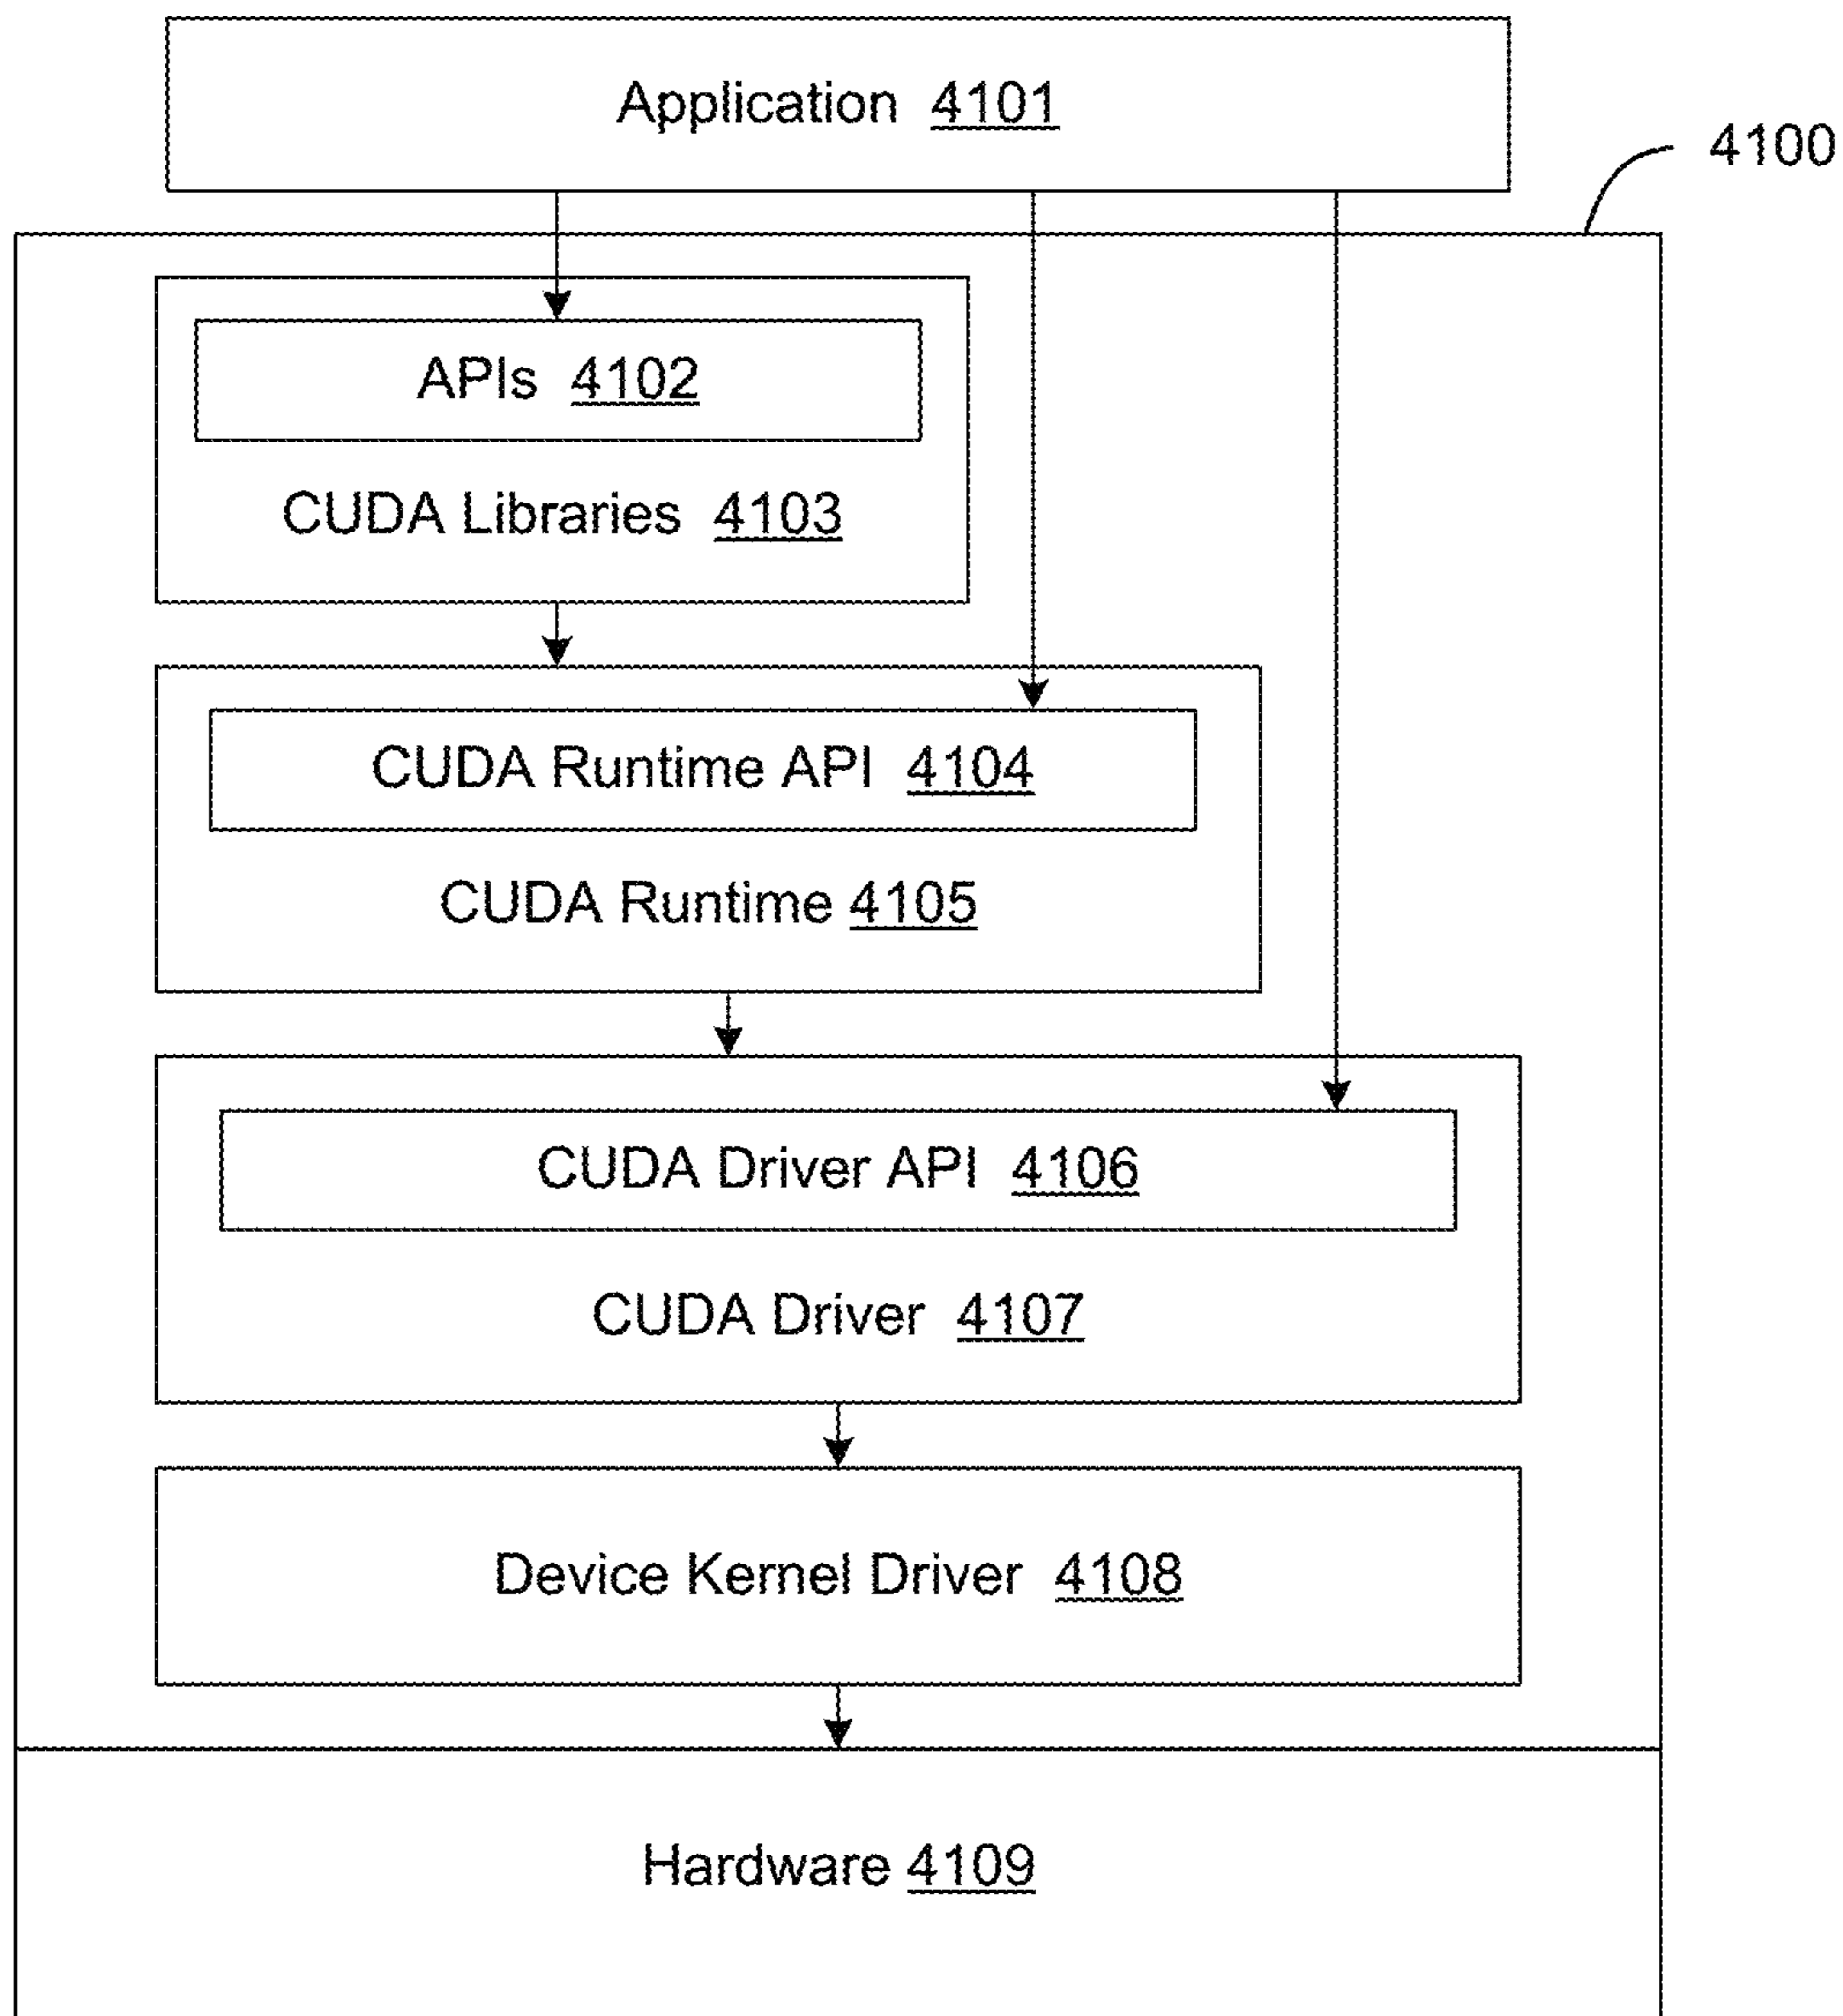 Application 4101
4100
APIs 4102
CUDA Libraries 4103
CUDA Runtime API 4104
CUDA Runtime 4105
CUDA Driver API 4106
CUDA Driver 4107
Device Kernel Driver 4108
Hardware 4109